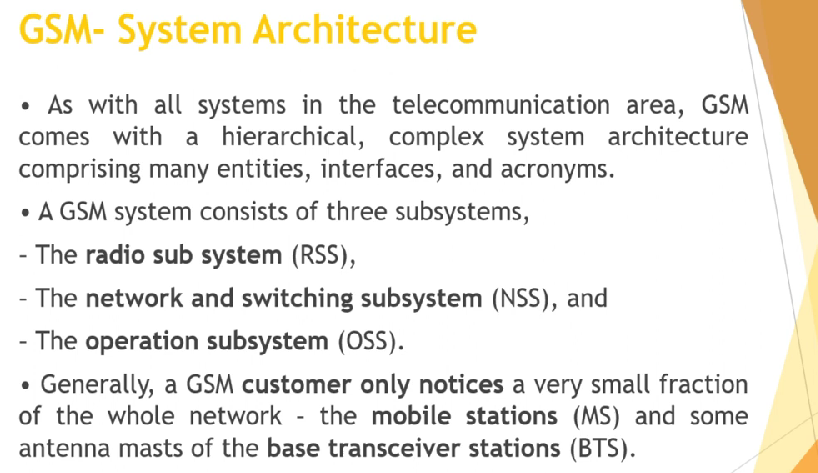 GSM- System Architecture
• As with all systems in the telecommunication area, GSM
comes with a hierarchical, complex system architecture
comprising many entities, interfaces, and acronyms.
• A GSM system consists of three subsystems,
– The radio sub system (RSS),
– The network and switching subsystem (NSS), and
– The operation subsystem (OSS).
• Generally, a GSM customer only notices a very small fraction
of the whole network - the mobile stations (MS) and some
antenna masts of the base transceiver stations (BTS).